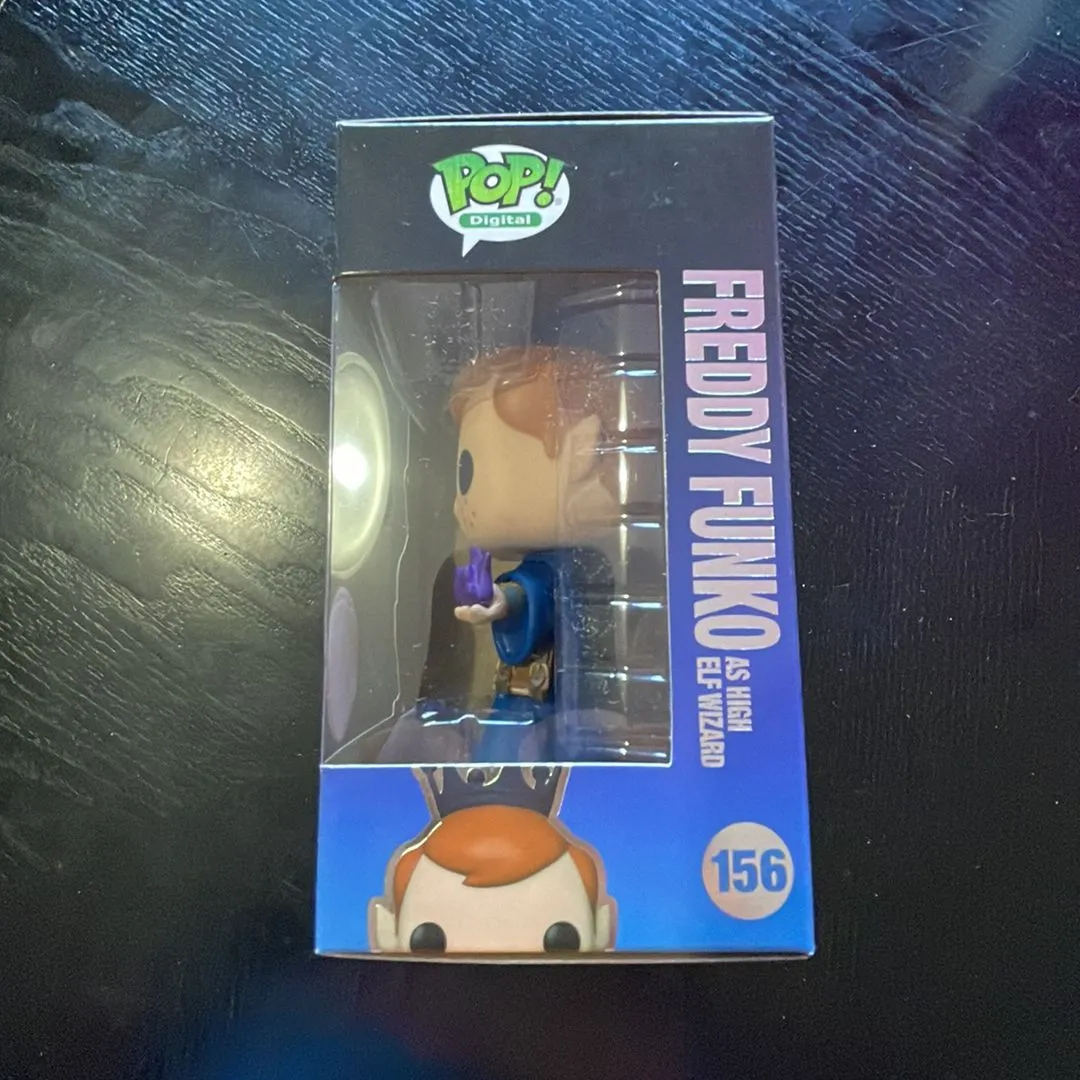 POP!
Digital
FREDDY FUNKO
AS HIGH
ELF WIZARD
156